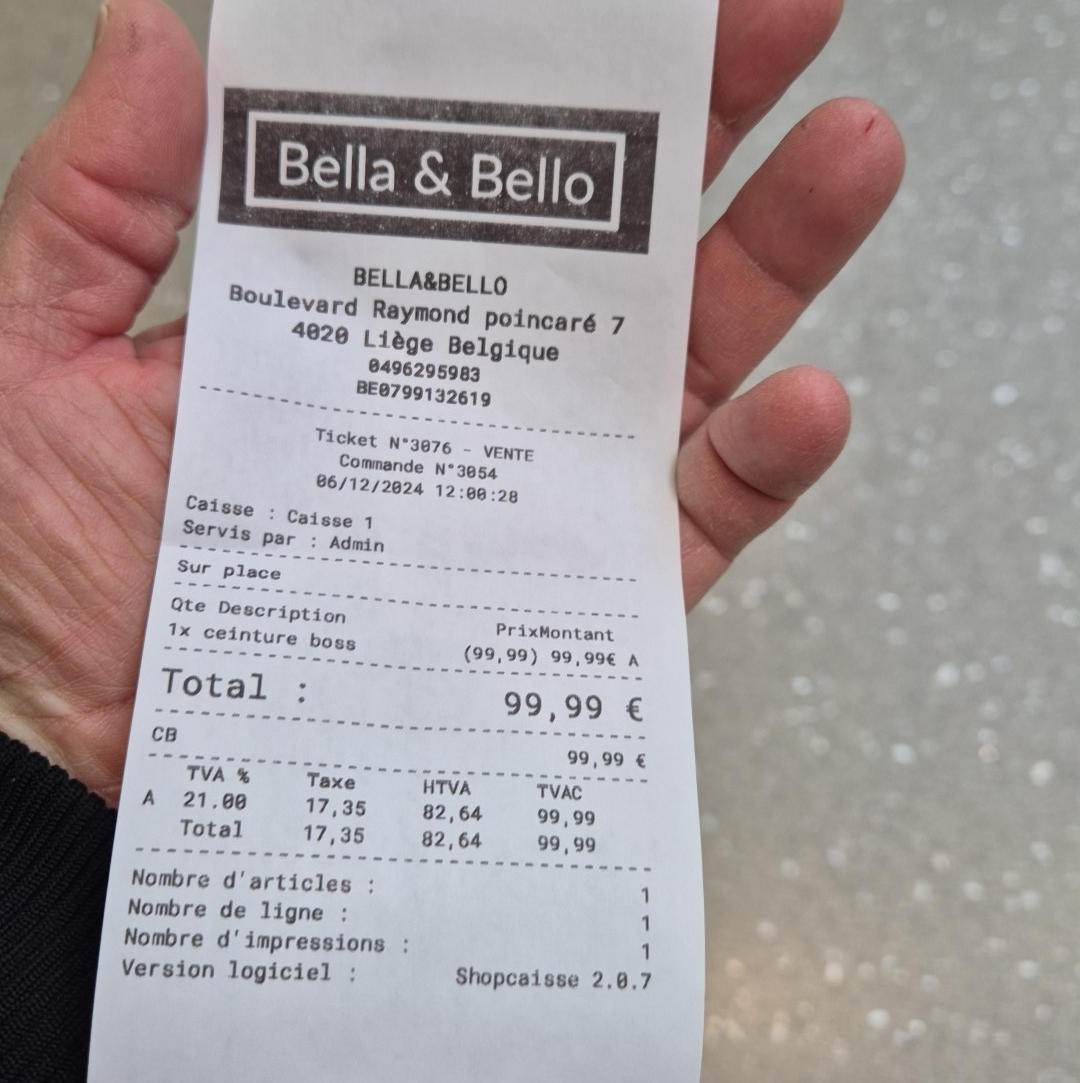 Bella & Bello
BELLA&BELLO
Boulevard Raymond poincaré 7
4020 Liège Belgique
0496295983
BE0799132619
Ticket N°3076 - VENTE
Commande N°3054
06/12/2024 12:00:28
Caisse : Caisse 1
Servis par : Admin
Sur place
Qte Description PrixMontant
1x ceinture boss (99,99) 99,99€ A
Total : 99,99 €
CB 99,99 €
TVA % Taxe HTVA TVAC
A 21.00 17,35 82,64 99,99
Total 17,35 82,64 99,99
Nombre d'articles : 1
Nombre de ligne : 1
Nombre d'impressions : 1
Version logiciel : Shopcaisse 2.0.7